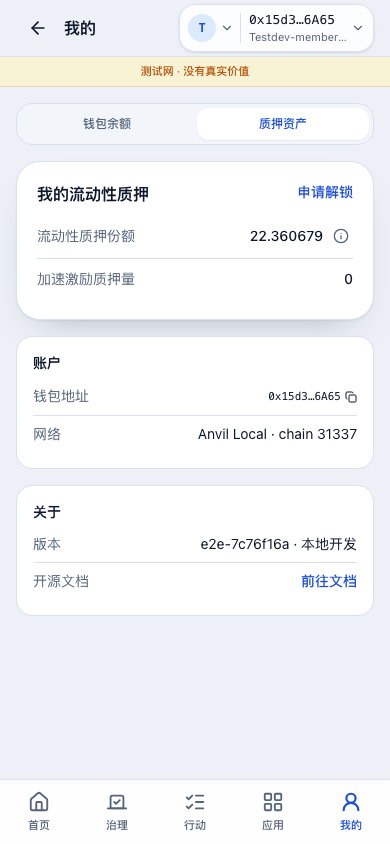 我的
T
0x15d3…6A65
Testdev-member…
测试网 · 没有真实价值
钱包余额
质押资产
我的流动性质押
申请解锁
流动性质押份额
22.360679
加速激励质押量
0
账户
钱包地址
0x15d3…6A65
网络
Anvil Local · chain 31337
关于
版本
e2e-7c76f16a · 本地开发
开源文档
前往文档
首页
治理
行动
应用
我的